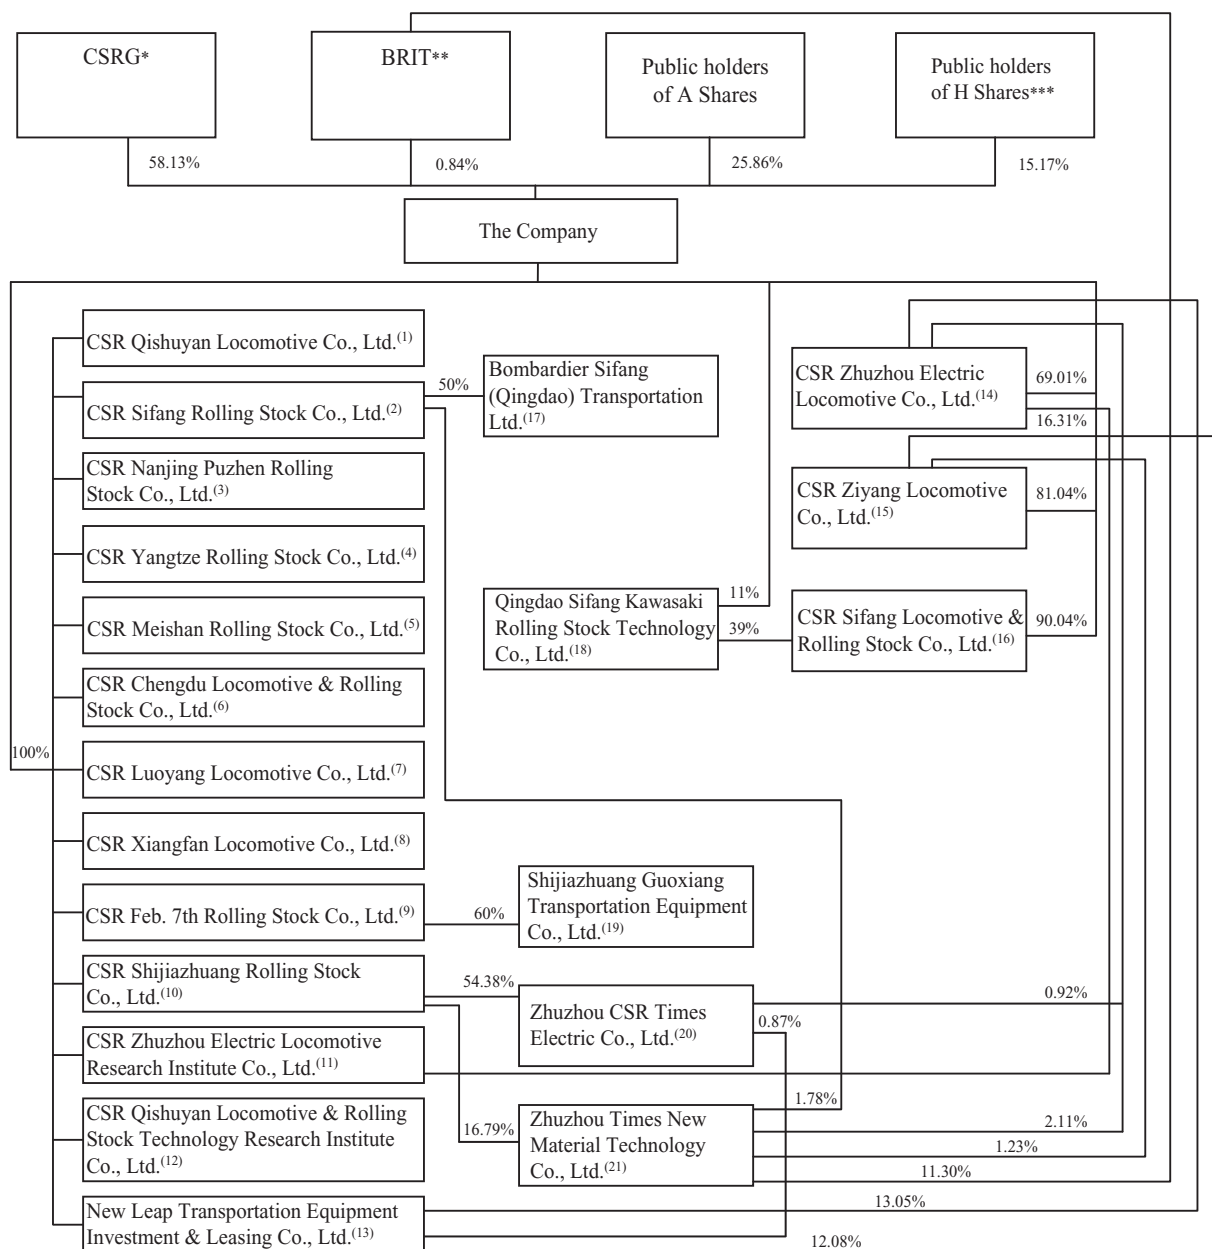 CSRG*
BRIT**
Public holders
of A Shares
Public holders
of H Shares***
58.13%
0.84%
25.86%
15.17%
The Company
CSR Qishuyan Locomotive Co., Ltd.(1)
CSR Sifang Rolling Stock Co., Ltd.(2)
CSR Nanjing Puzhen Rolling
Stock Co., Ltd.(3)
CSR Yangtze Rolling Stock Co., Ltd.(4)
CSR Meishan Rolling Stock Co., Ltd.(5)
CSR Chengdu Locomotive & Rolling
Stock Co., Ltd.(6)
100%
CSR Luoyang Locomotive Co., Ltd.(7)
CSR Xiangfan Locomotive Co., Ltd.(8)
CSR Feb. 7th Rolling Stock Co., Ltd.(9)
CSR Shijiazhuang Rolling Stock
Co., Ltd.(10)
CSR Zhuzhou Electric Locomotive
Research Institute Co., Ltd.(11)
CSR Qishuyan Locomotive & Rolling
Stock Technology Research Institute
Co., Ltd.(12)
New Leap Transportation Equipment
Investment & Leasing Co., Ltd.(13)
50%
Bombardier Sifang
(Qingdao) Transportation
Ltd.(17)
CSR Zhuzhou Electric
Locomotive Co., Ltd.(14)
69.01%
16.31%
CSR Ziyang Locomotive
Co., Ltd.(15)
81.04%
Qingdao Sifang Kawasaki
Rolling Stock Technology
Co., Ltd.(18)
11%
39%
CSR Sifang Locomotive &
Rolling Stock Co., Ltd.(16)
90.04%
60%
Shijiazhuang Guoxiang
Transportation Equipment
Co., Ltd.(19)
54.38%
Zhuzhou CSR Times
Electric Co., Ltd.(20)
0.92%
0.87%
16.79%
Zhuzhou Times New
Material Technology
Co., Ltd.(21)
1.78%
2.11%
1.23%
11.30%
13.05%
12.08%